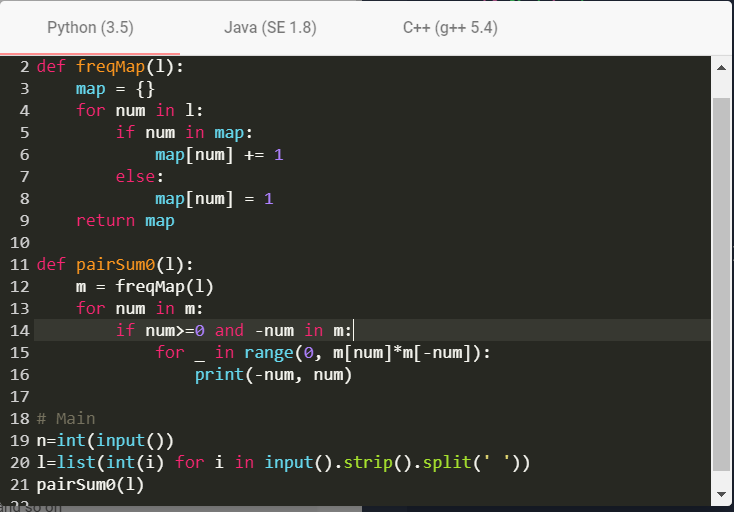 Python (3.5) Java (SE 1.8) C++ (g++ 5.4)
2 def freqMap(l):
3     map = {}
4     for num in l:
5         if num in map:
6             map[num] += 1
7         else:
8             map[num] = 1
9     return map
10
11 def pairSum0(l):
12     m = freqMap(l)
13     for num in m:
14         if num>=0 and -num in m:
15             for _ in range(0, m[num]*m[-num]):
16                 print(-num, num)
17
18 # Main
19 n=int(input())
20 l=list(int(i) for i in input().strip().split(' '))
21 pairSum0(l)
22
and so on